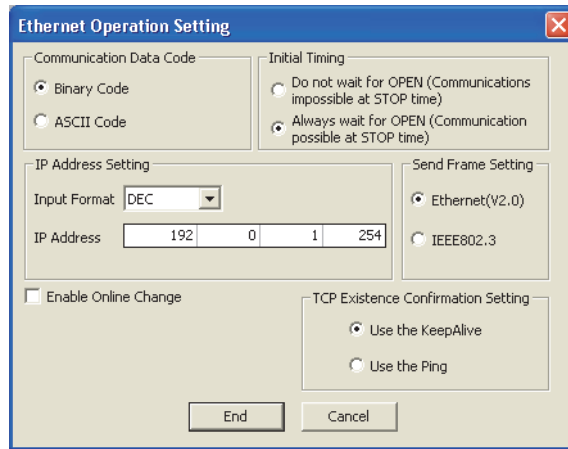 Ethernet Operation Setting
Communication Data Code
Binary Code
ASCII Code
Initial Timing
Do not wait for OPEN (Communications
impossible at STOP time)
Always wait for OPEN (Communication
possible at STOP time)
IP Address Setting
Input Format DEC
IP Address 192 0 1 254
Send Frame Setting
Ethernet(V2.0)
IEEE802.3
Enable Online Change
TCP Existence Confirmation Setting
Use the KeepAlive
Use the Ping
End Cancel